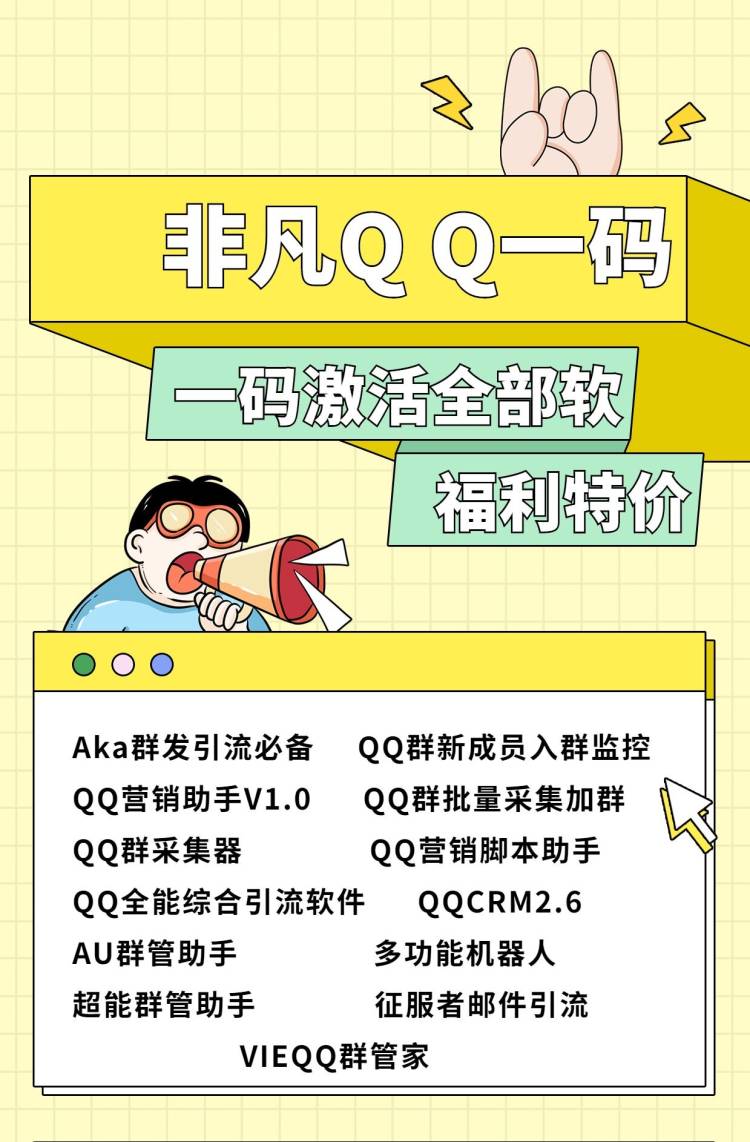 非凡QQ一码
一码激活全部软
福利特价
Aka群发引流必备 QQ群新成员入群监控
QQ营销助手V1.0 QQ群批量采集加群
QQ群采集器 QQ营销脚本助手
QQ全能综合引流软件 QQCRM2.6
AU群管助手 多功能机器人
超能群管助手 征服者邮件引流
VIEQQ群管家